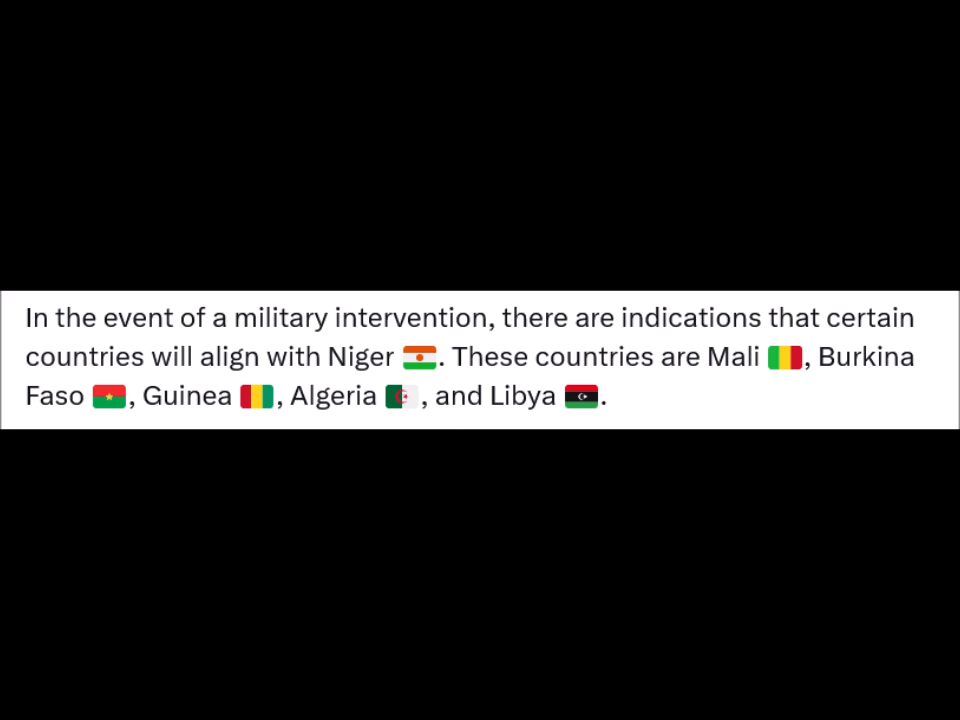 In the event of a military intervention, there are indications that certain
countries will align with Niger 🇳🇪. These countries are Mali 🇲🇱, Burkina
Faso 🇧🇫, Guinea 🇬🇳, Algeria 🇩🇿, and Libya 🇱🇾.